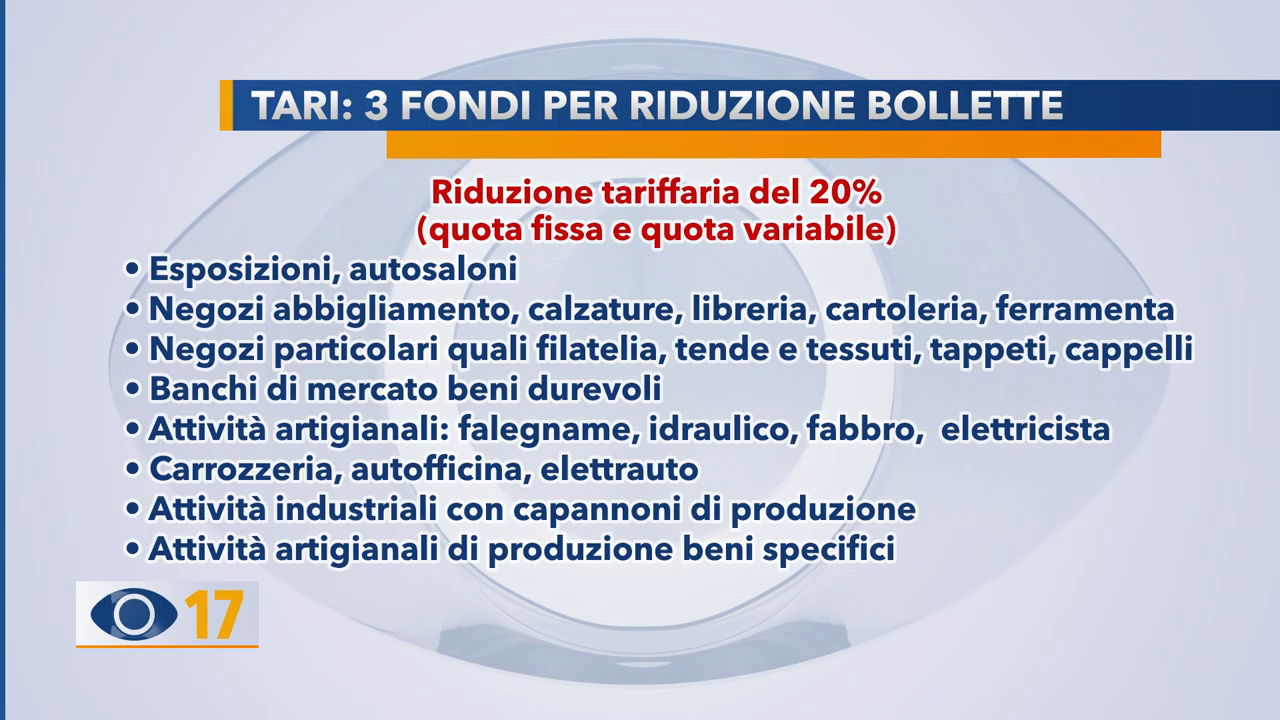 TARI: 3 FONDI PER RIDUZIONE BOLLETTE
Riduzione tariffaria del 20%
(quota fissa e quota variabile)
• Esposizioni, autosaloni
• Negozi abbigliamento, calzature, libreria, cartoleria, ferramenta
• Negozi particolari quali filatelia, tende e tessuti, tappeti, cappelli
• Banchi di mercato beni durevoli
• Attività artigianali: falegname, idraulico, fabbro, elettricista
• Carrozzeria, autofficina, elettrauto
• Attività industriali con capannoni di produzione
• Attività artigianali di produzione beni specifici
17